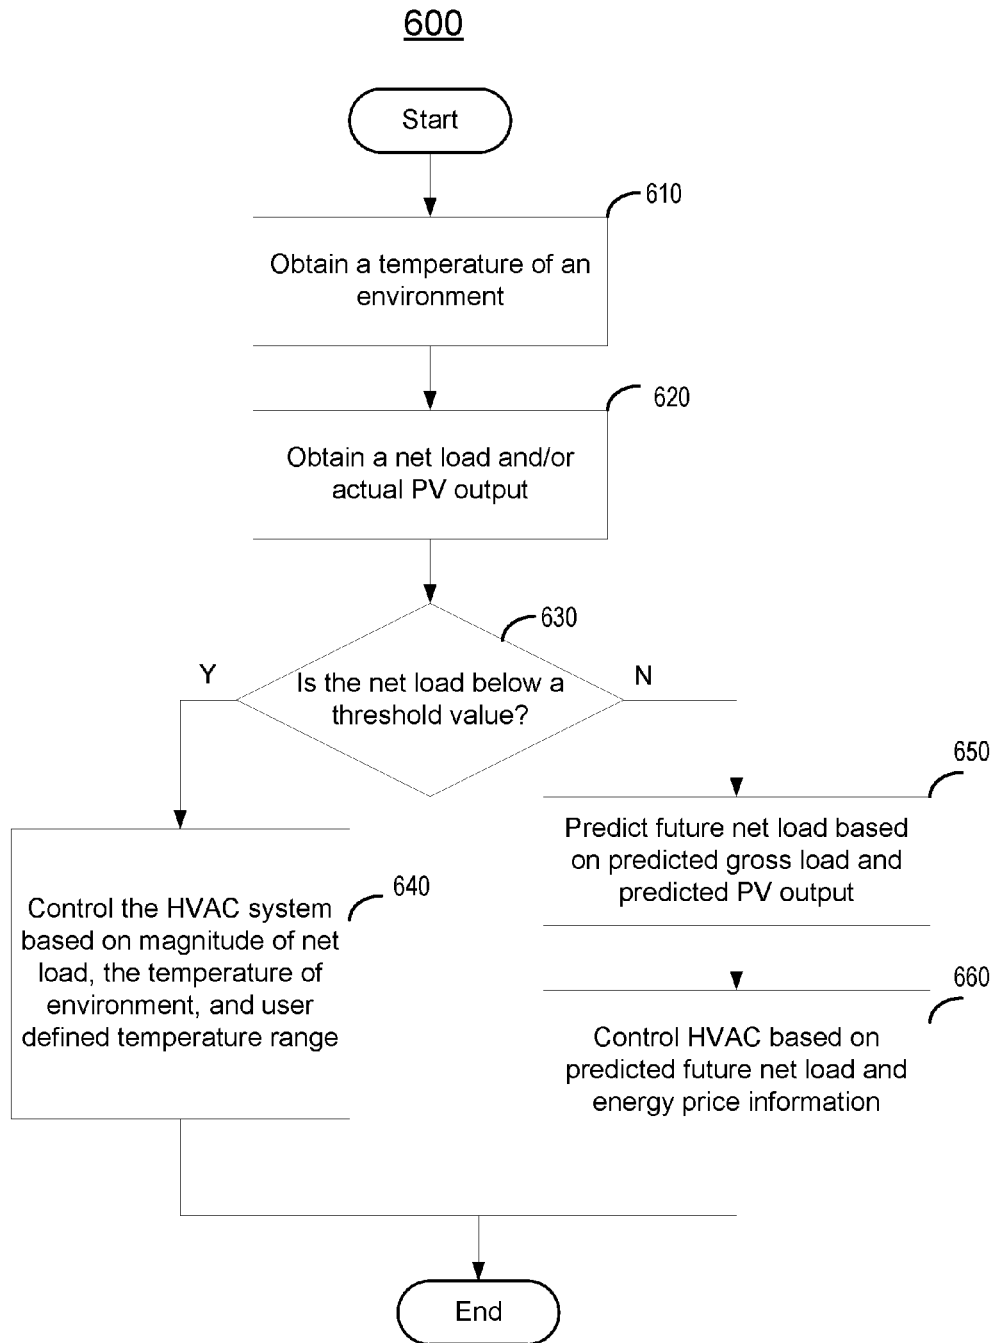 600
Start
610
Obtain a temperature of an
environment
620
Obtain a net load and/or
actual PV output
630
Y
Is the net load below a
threshold value?
N
650
Predict future net load based
on predicted gross load and
predicted PV output
640
Control the HVAC system
based on magnitude of net
load, the temperature of
environment, and user
defined temperature range
660
Control HVAC based on
predicted future net load and
energy price information
End